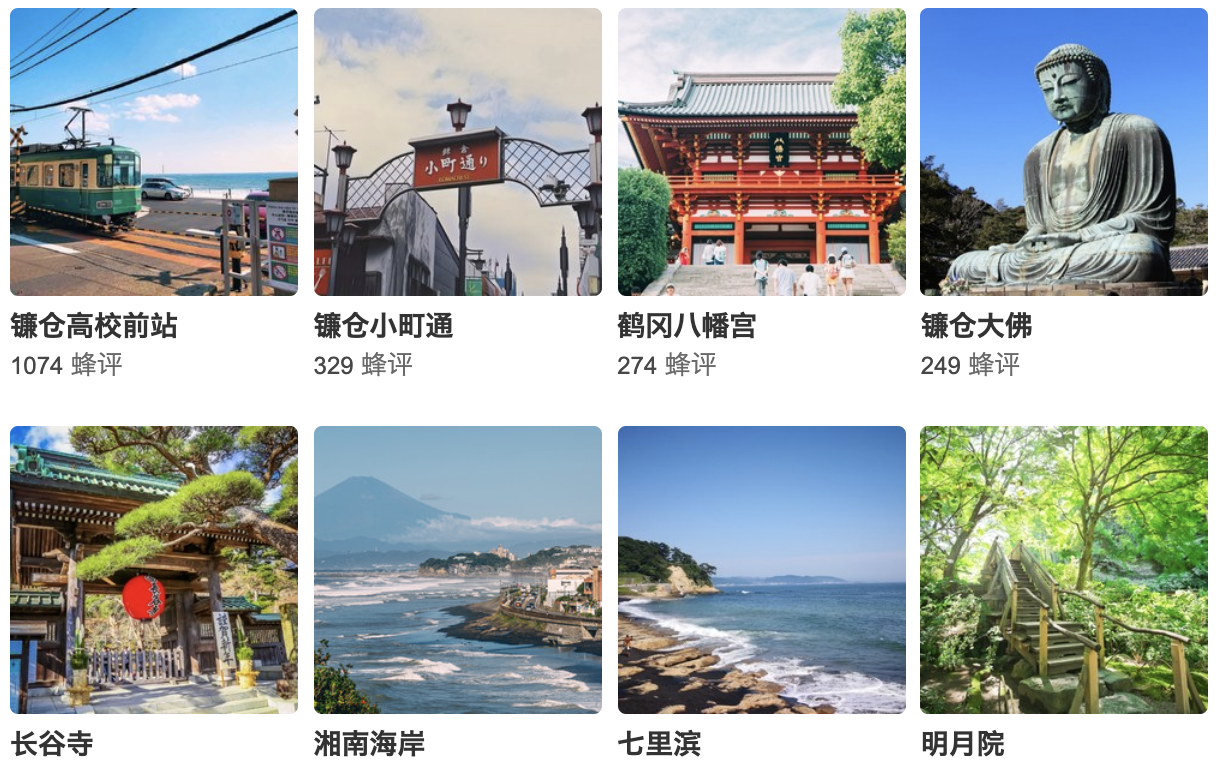 鎌倉
小町通り
KOMACHI St.
八幡宮
镰仓高校前站
镰仓小町通
鹤冈八幡宫
镰仓大佛
1074 蜂评
329 蜂评
274 蜂评
249 蜂评
长谷寺
湘南海岸
七里滨
明月院